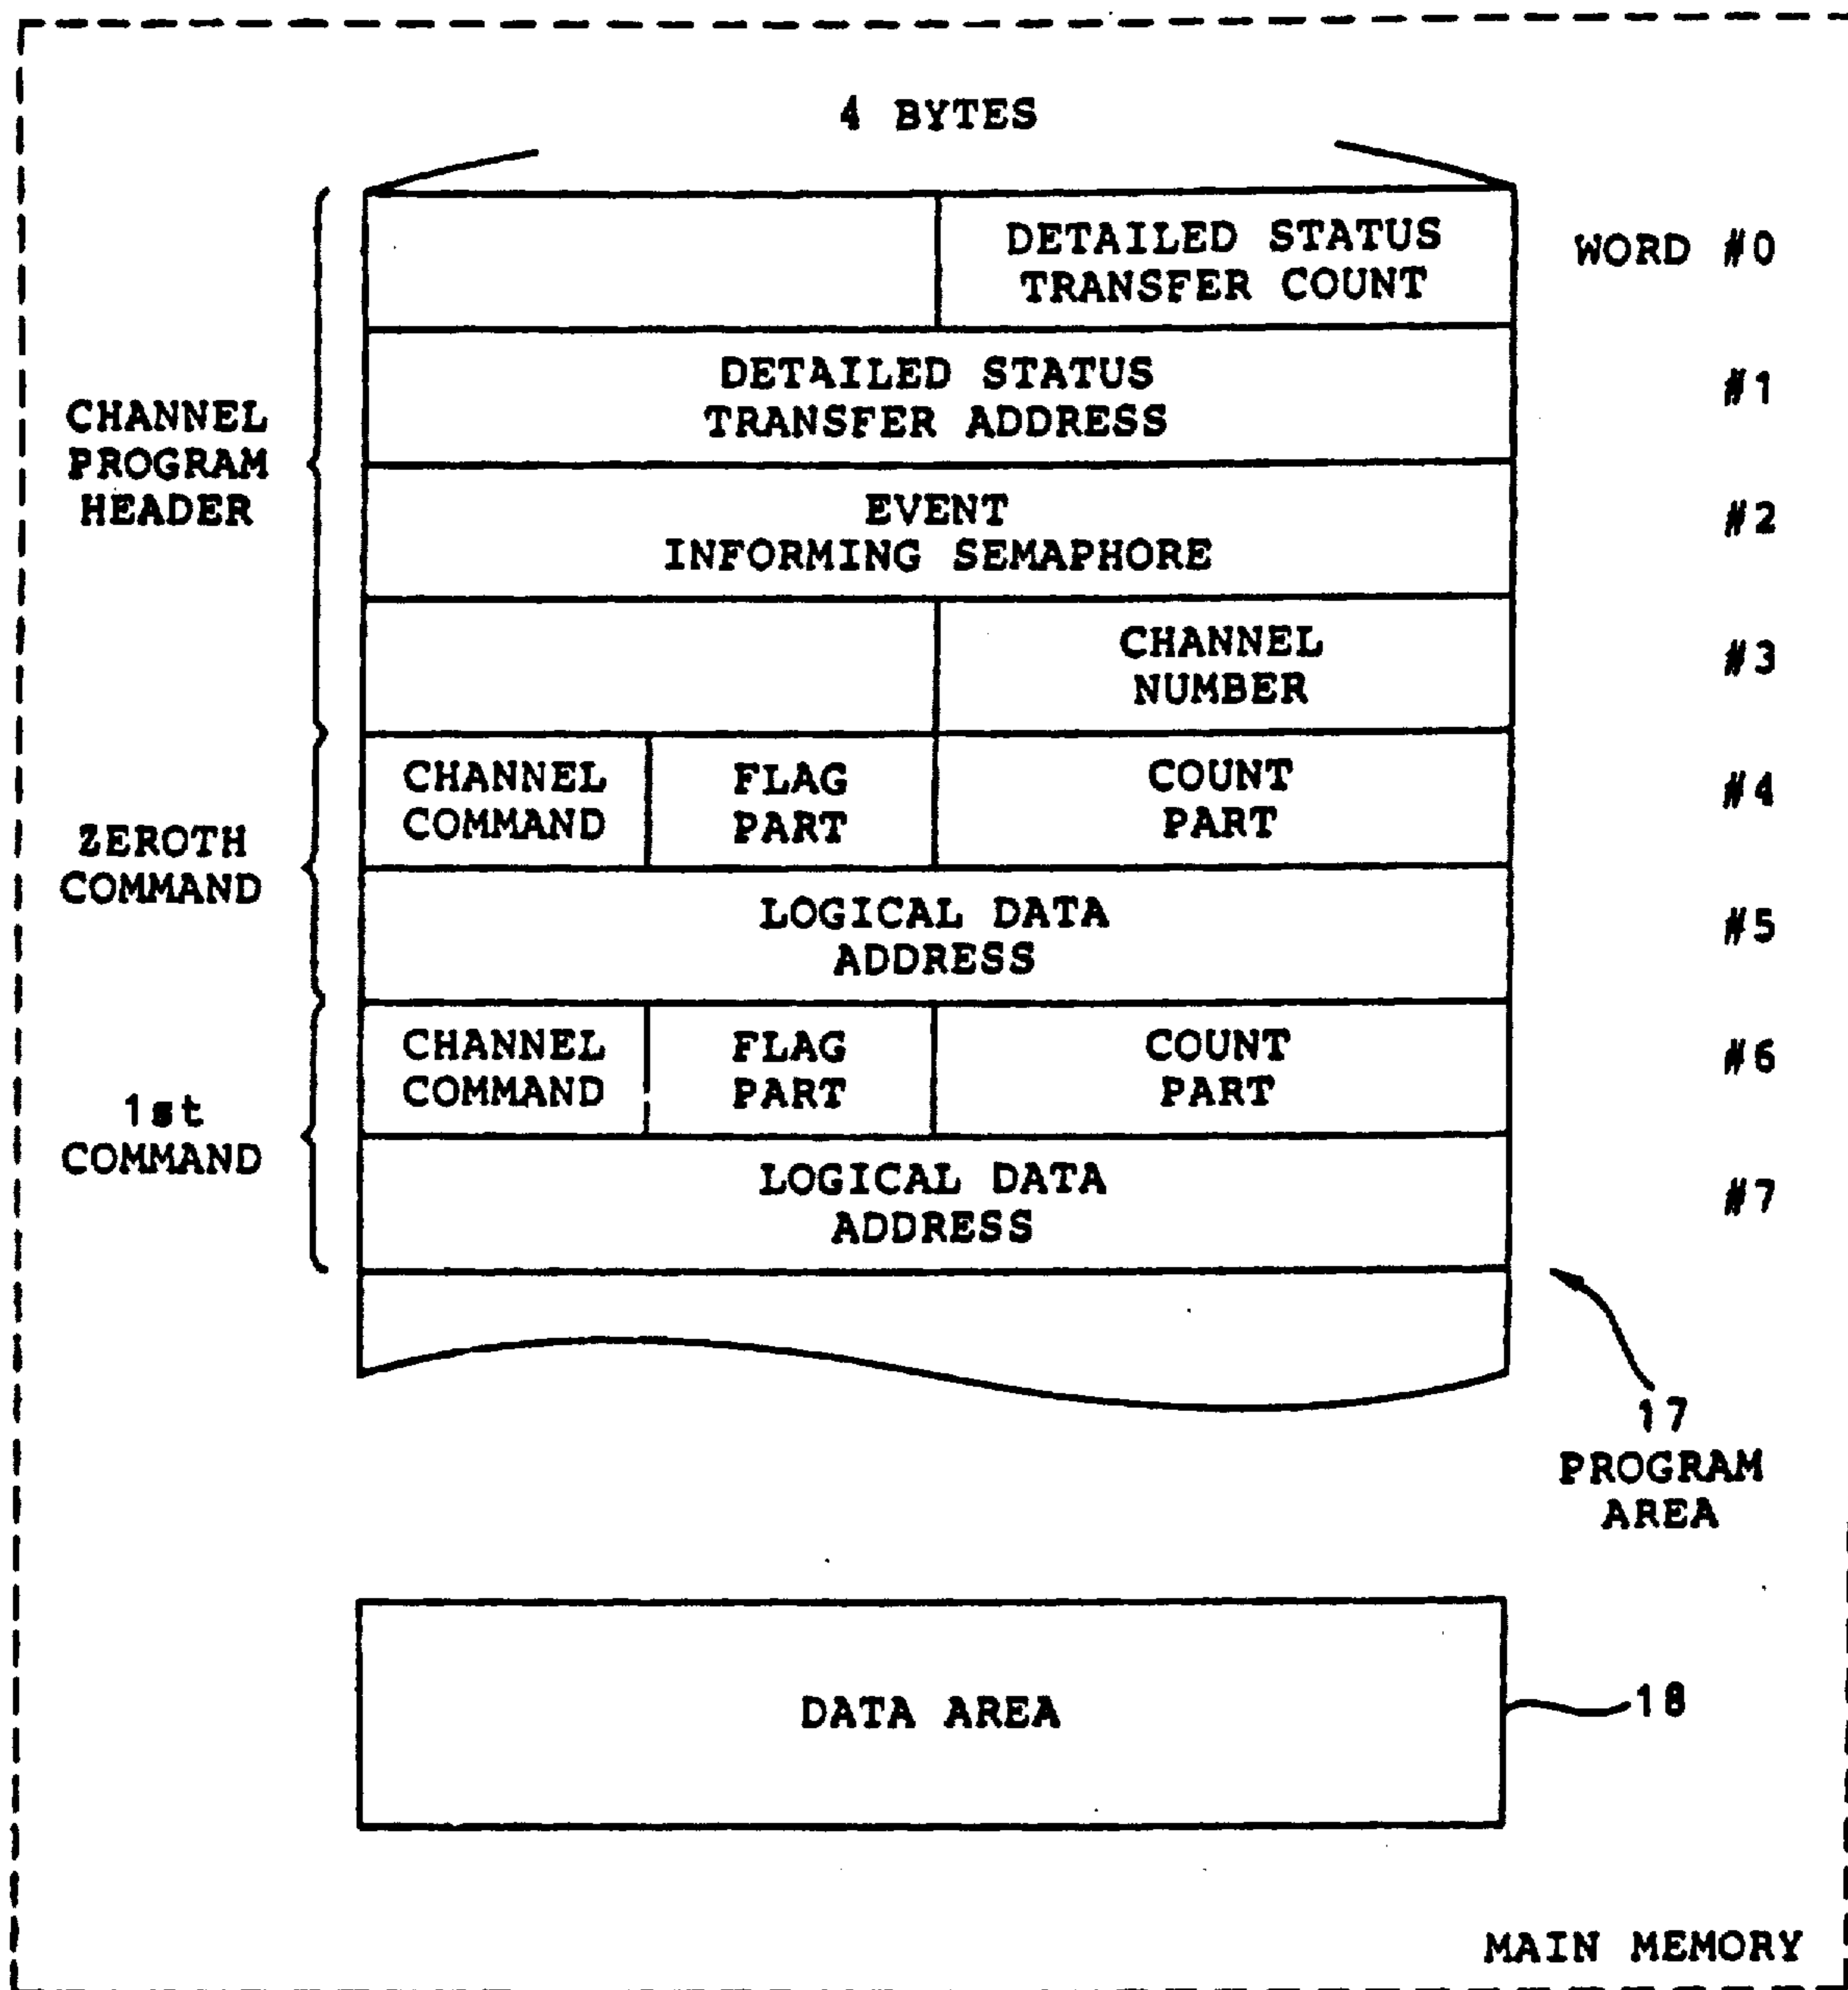 4 BYTES
DETAILED STATUS
TRANSFER COUNT
WORD #0
DETAILED STATUS
TRANSFER ADDRESS
#1
CHANNEL
PROGRAM
HEADER
EVENT
INFORMING SEMAPHORE
#2
CHANNEL
NUMBER
#3
ZEROTH
COMMAND
CHANNEL
COMMAND
FLAG
PART
COUNT
PART
#4
LOGICAL DATA
ADDRESS
#5
1st
COMMAND
CHANNEL
COMMAND
FLAG
PART
COUNT
PART
#6
LOGICAL DATA
ADDRESS
#7
17
PROGRAM
AREA
DATA AREA
18
MAIN MEMORY